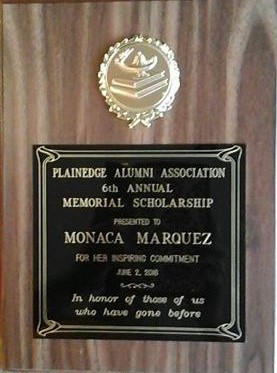 PLAINEDGE ALUMNI ASSOCIATION
6th ANNUAL
MEMORIAL SCHOLARSHIP
PRESENTED TO
MONACA MARQUEZ
FOR HER INSPIRING COMMITMENT
JUNE 2, 2016
In honor of those of us
who have gone before